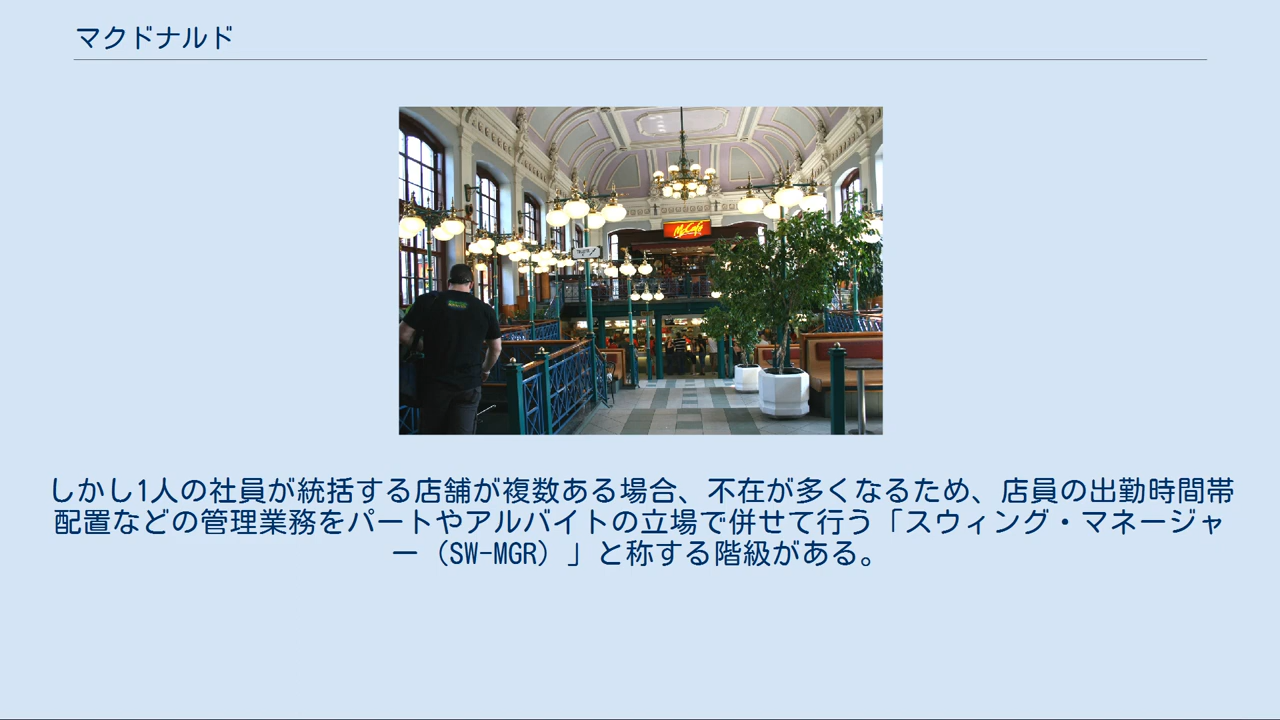 マクドナルド
McCafé
しかし1人の社員が統括する店舗が複数ある場合、不在が多くなるため、店員の出勤時間帯
配置などの管理業務をパートやアルバイトの立場で併せて行う「スウィング・マネージャ
ー（SW-MGR）」と称する階級がある。